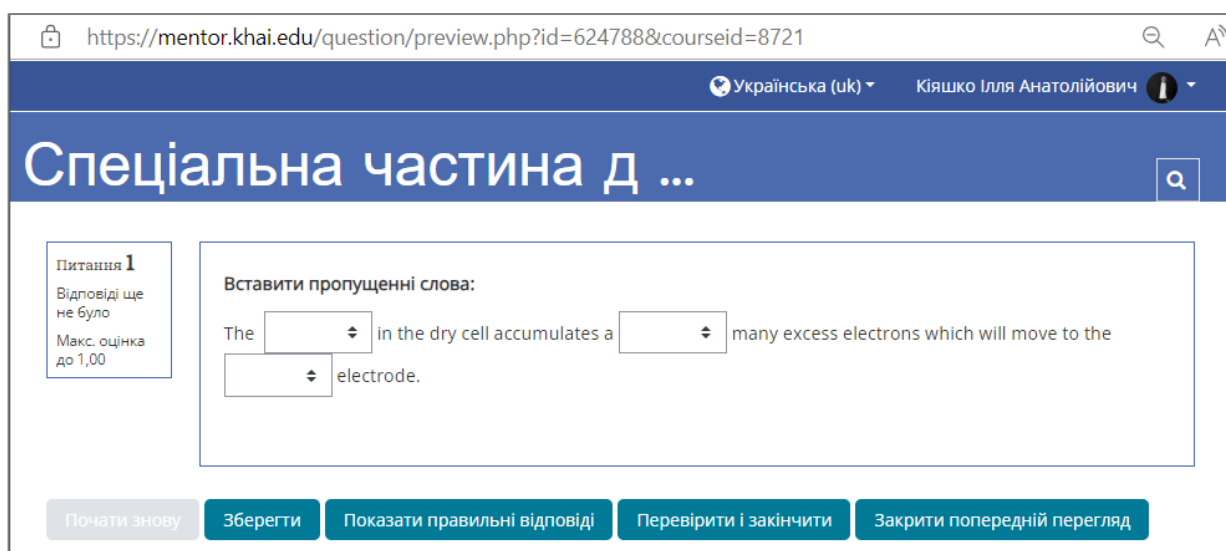 https://mentor.khai.edu/question/preview.php?id=624788&courseid=8721
Українська (uk) Кіяшко Ілля Анатолійович
Спеціальна частина д ...
Питання 1
Відповіді ще
не було
Макс. оцінка
до 1,00
Вставити пропущенні слова:
The in the dry cell accumulates a many excess electrons which will move to the
electrode.
Почати знову Зберегти Показати правильні відповіді Перевірити і закінчити Закрити попередній перегляд